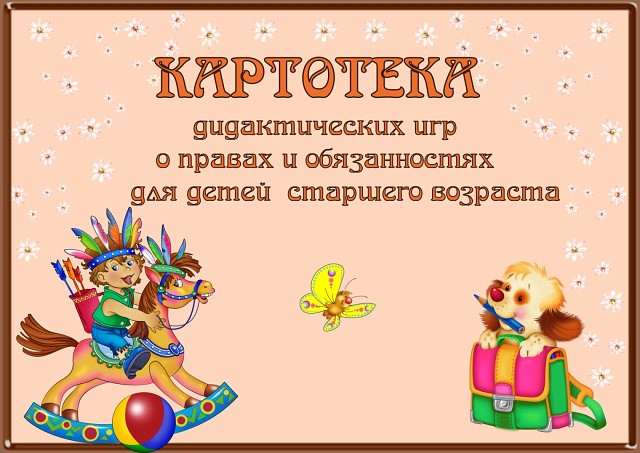 КАРТОТЕКА
дидактических игр
о правах и обязанностях
для детей старшего возраста